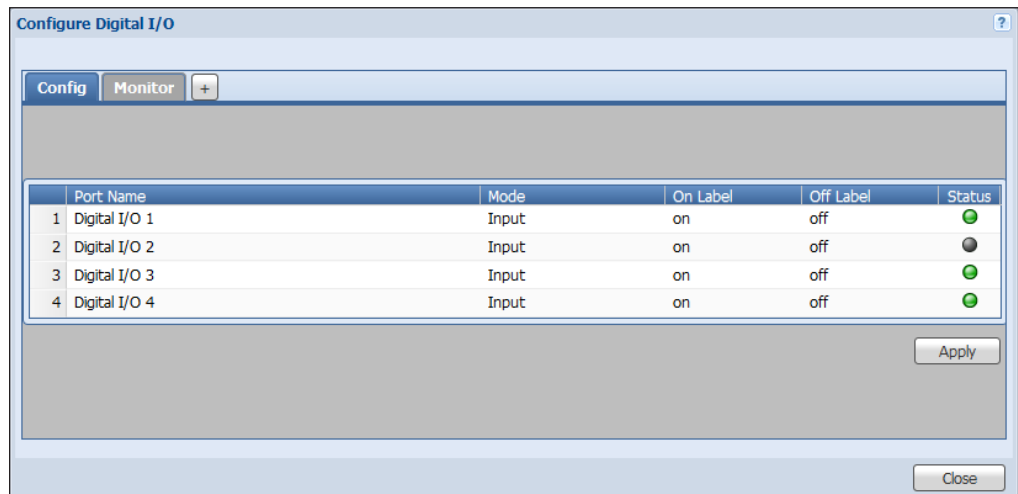 Configure Digital I/O ?
Config Monitor +
Port Name Mode On Label Off Label Status
1 Digital I/O 1 Input on off
2 Digital I/O 2 Input on off
3 Digital I/O 3 Input on off
4 Digital I/O 4 Input on off
Apply
Close